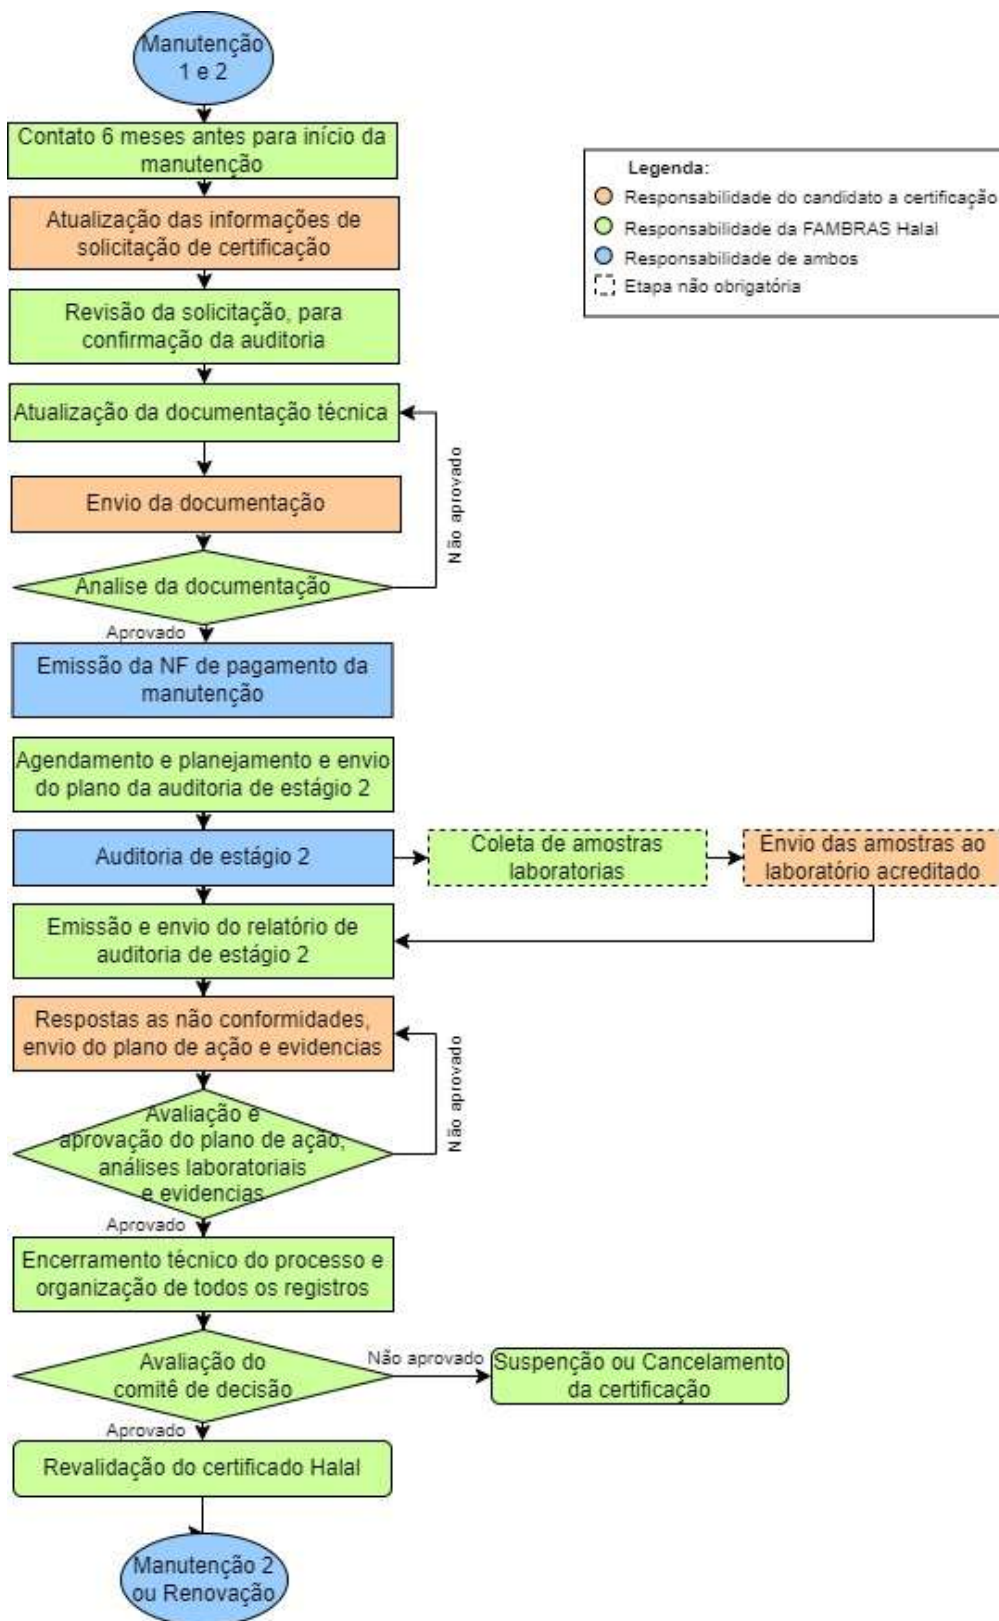 Manutenção
1 e 2
Contato 6 meses antes para início da
manutenção
Legenda:
Responsabilidade do candidato a certificação
Responsabilidade da FAMBRAS Halal
Responsabilidade de ambos
Etapa não obrigatória
Atualização das informações de
solicitação de certificação
Revisão da solicitação, para
confirmação da auditoria
Atualização da documentação técnica
Não aprovado
Envio da documentação
Analise da documentação
Aprovado
Emissão da NF de pagamento da
manutenção
Agendamento e planejamento e envio
do plano da auditoria de estágio 2
Auditoria de estágio 2
Coleta de amostras
laboratorias
Envio das amostras ao
laboratório acreditado
Emissão e envio do relatório de
auditoria de estágio 2
Respostas as não conformidades,
envio do plano de ação e evidencias
Não aprovado
Avaliação e
aprovação do plano de ação,
análises laboratoriais
e evidencias
Aprovado
Encerramento técnico do processo e
organização de todos os registros
Avaliação do
comitê de decisão
Não aprovado
Suspenção ou Cancelamento
da certificação
Aprovado
Revalidação do certificado Halal
Manutenção 2
ou Renovação